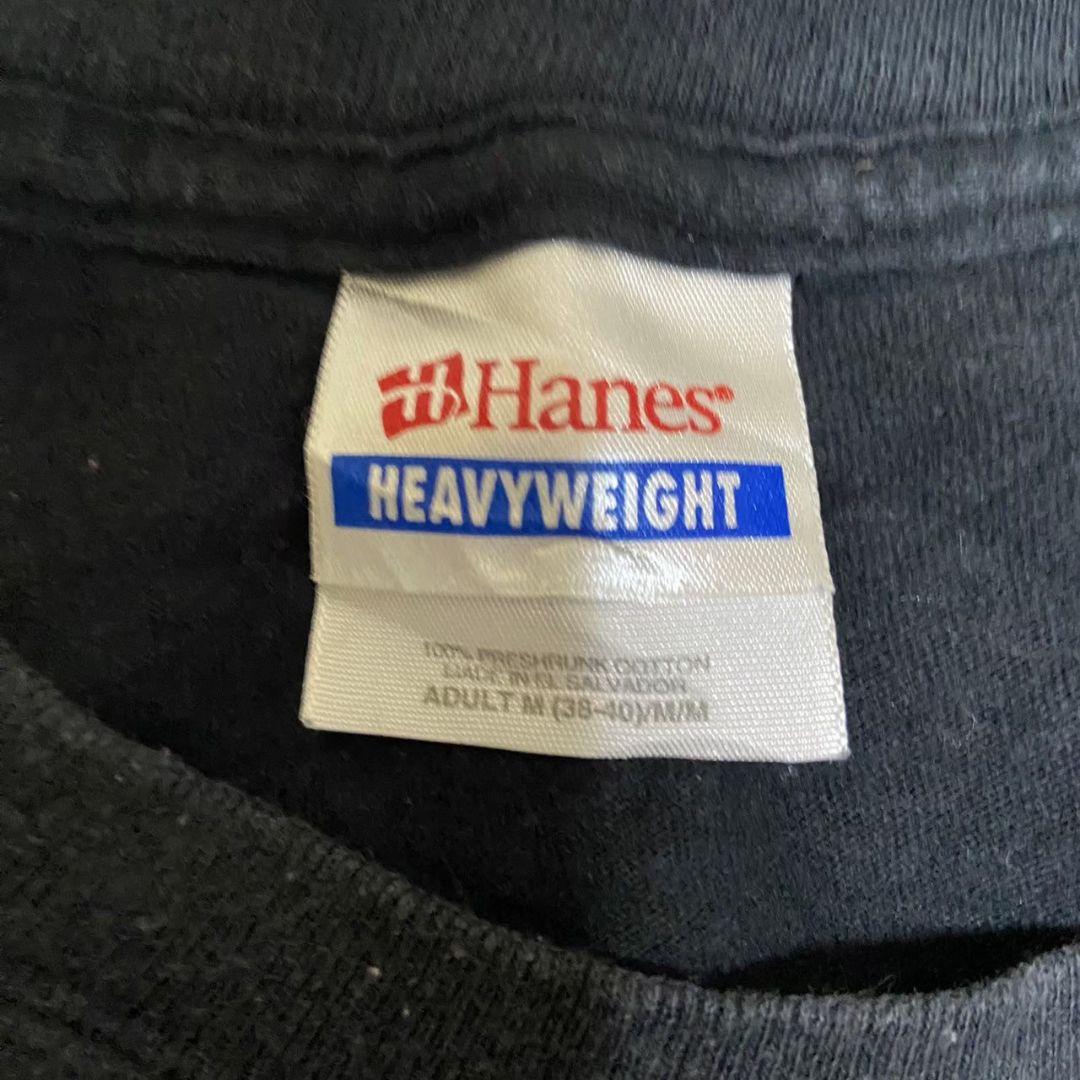 H Hanes®
HEAVYWEIGHT
100% PRESHRUNK COTTON
MADE IN EL SALVADOR
ADULT M (38-40)/M/M